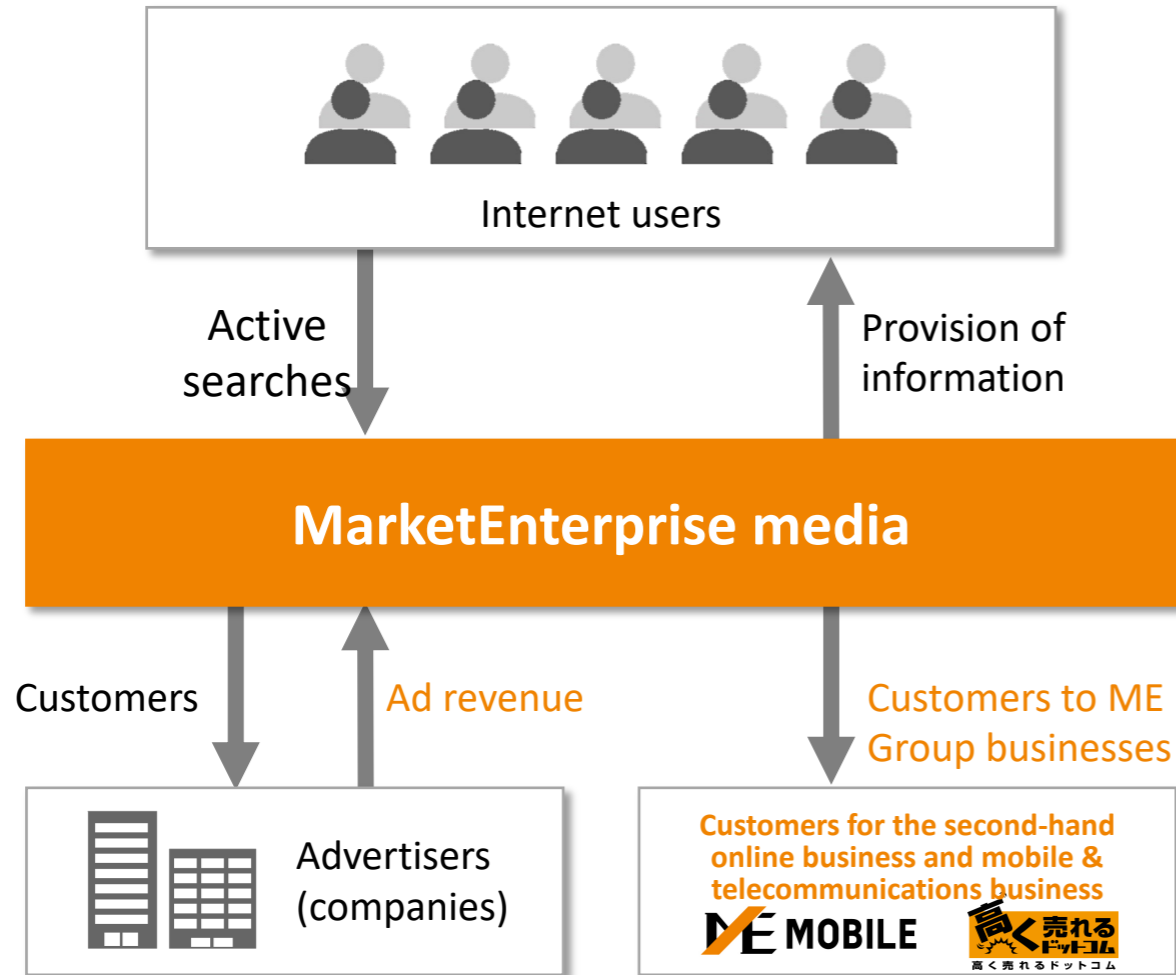 Internet users
Active
searches
Provision of
information
MarketEnterprise media
Customers
Ad revenue
Customers to ME
Group businesses
Advertisers
(companies)
Customers for the second-hand
online business and mobile &
telecommunications business
ME MOBILE
高く売れる
ドットコム
高く売れるドットコム